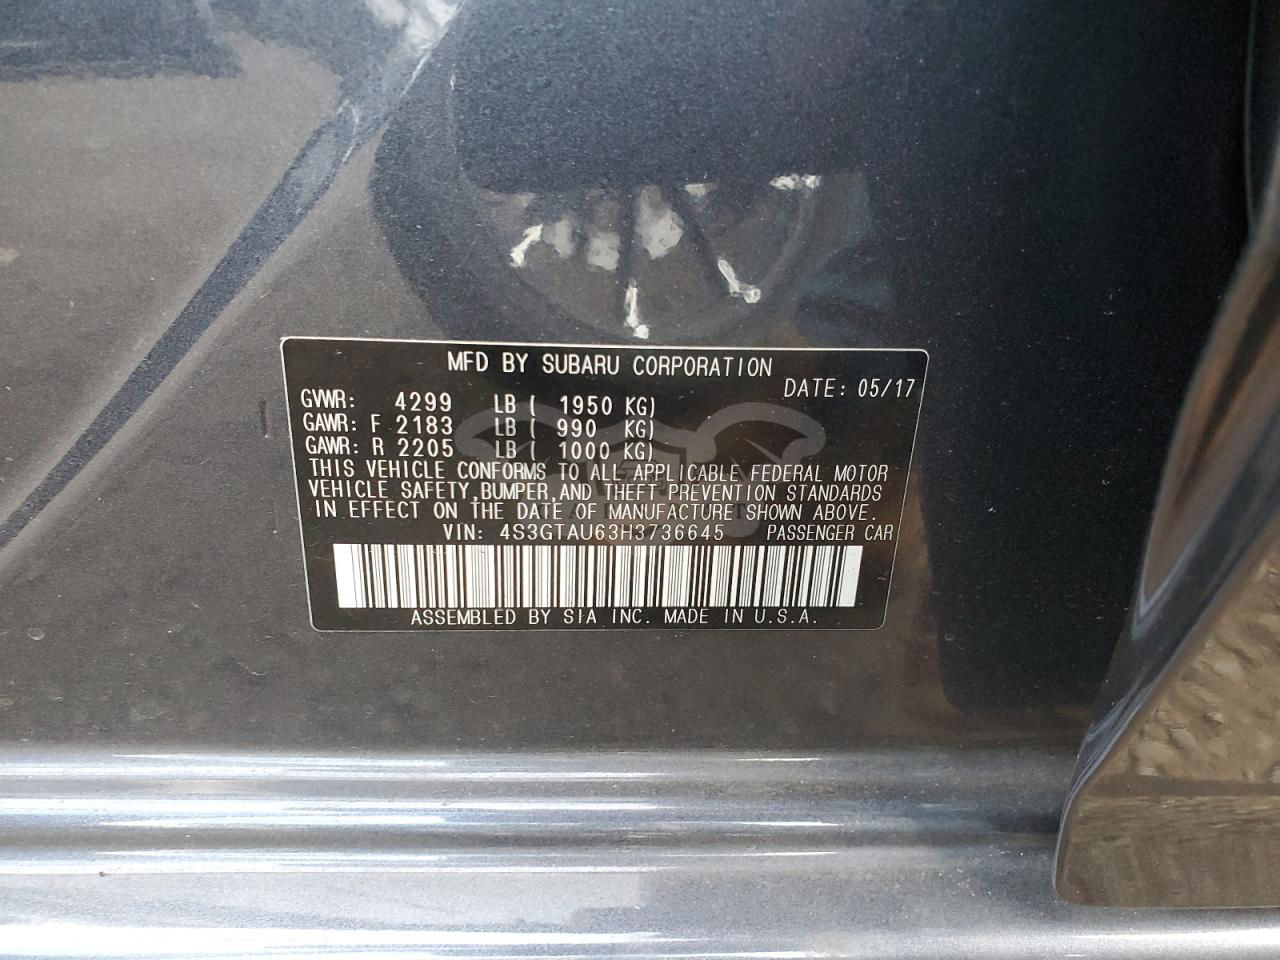 MFD BY SUBARU CORPORATION
DATE: 05/17
GVWR: 4299 LB ( 1950 KG)
GAWR: F 2183 LB ( 990 KG)
GAWR: R 2205 LB ( 1000 KG)
THIS VEHICLE CONFORMS TO ALL APPLICABLE FEDERAL MOTOR
VEHICLE SAFETY,BUMPER,AND THEFT PREVENTION STANDARDS
IN EFFECT ON THE DATE OF MANUFACTURE SHOWN ABOVE.
VIN: 4S3GTAU63H3736645 PASSENGER CAR
ASSEMBLED BY SIA INC. MADE IN U.S.A.